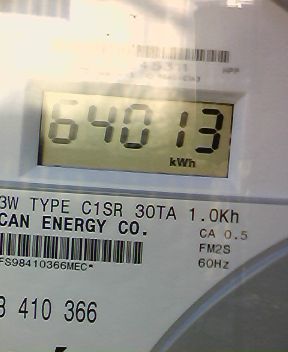 64013
kWh
3W TYPE C1SR 30TA 1.0Kh
CAN ENERGY CO.
CA 0.5
FM2S
60Hz
FS98410366MEC*
8 410 366